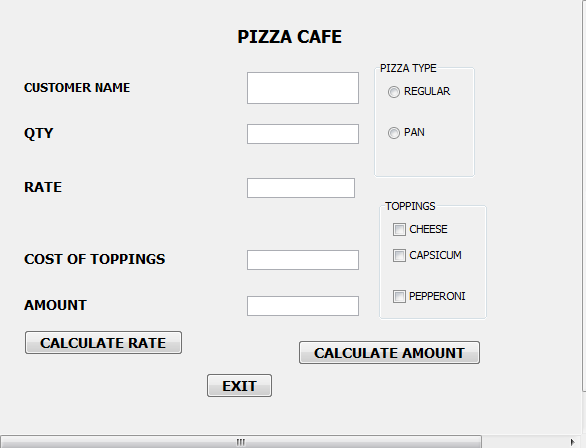 PIZZA CAFE
PIZZA TYPE
CUSTOMER NAME
REGULAR
QTY
PAN
RATE
TOPPINGS
CHEESE
COST OF TOPPINGS
CAPSICUM
PEPPERONI
AMOUNT
CALCULATE RATE
CALCULATE AMOUNT
EXIT